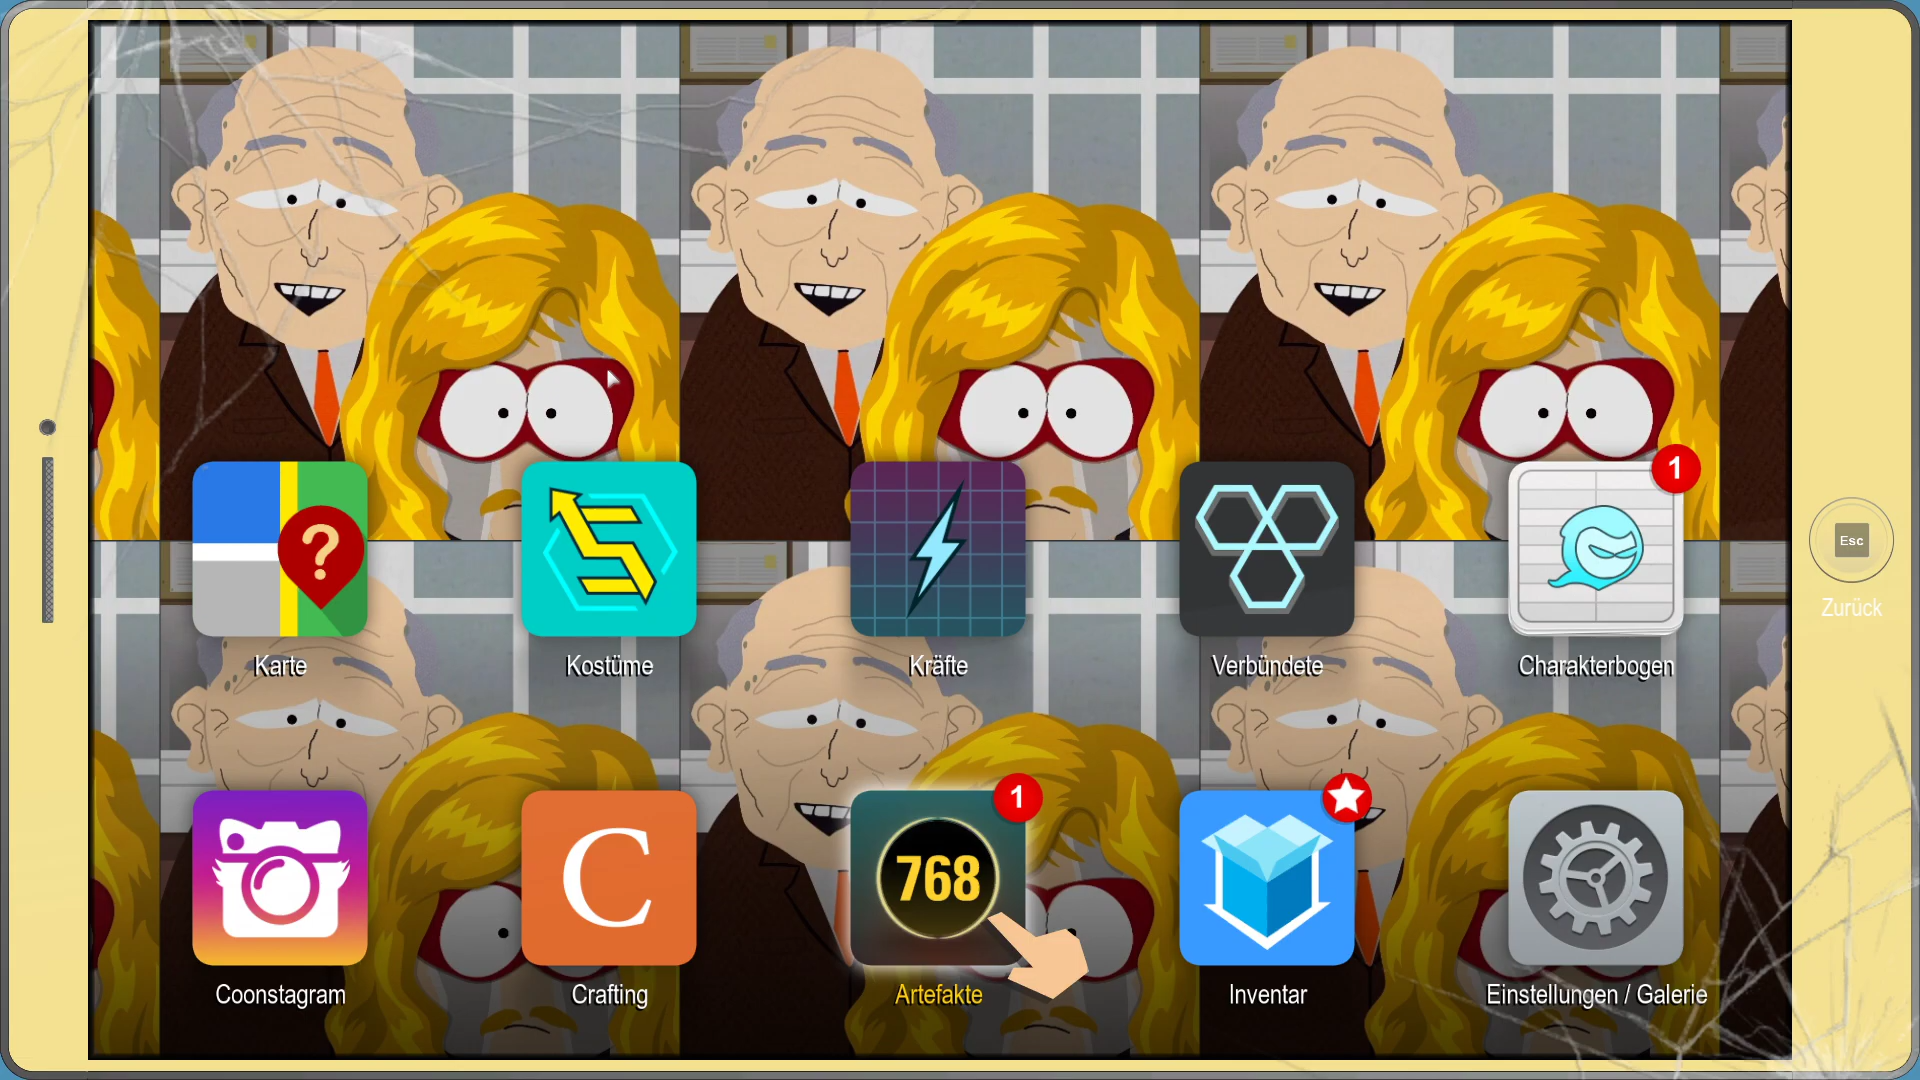 1
?
Esc
Zurück
Karte
Kostüme
Kräfte
Verbündete
Charakterbogen
1
C
768
Coonstagram
Crafting
Artefakte
Inventar
Einstellungen / Galerie